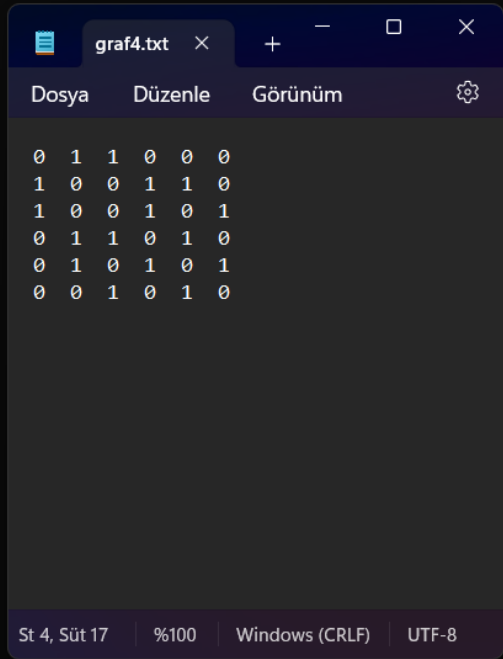 graf4.txt
Dosya Düzenle Görünüm
0 1 1 0 0 0
1 0 0 1 1 0
1 0 0 1 0 1
0 1 1 0 1 0
0 1 0 1 0 1
0 0 1 0 1 0
St 4, Süt 17 %100 Windows (CRLF) UTF-8